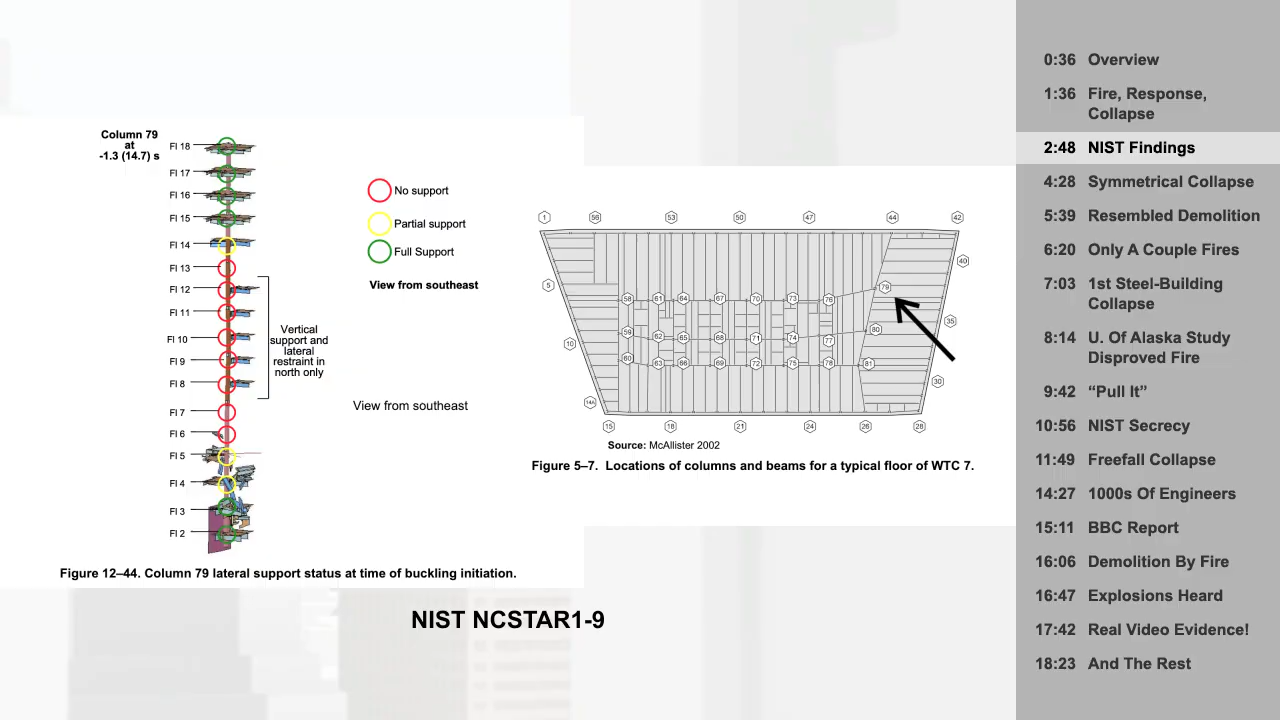 Column 79
at
-1.3 (14.7) s
Fl 18
Fl 17
Fl 16
Fl 15
Fl 14
Fl 13
Fl 12
Fl 11
Fl 10
Fl 9
Fl 8
Fl 7
Fl 6
Fl 5
Fl 4
Fl 3
Fl 2
Vertical
support and
lateral
restraint in
north only
No support
Partial support
Full Support
View from southeast
View from southeast
Figure 12–44. Column 79 lateral support status at time of buckling initiation.
1 56 53 50 47 44 42
40
5 79
58 61 64 67 70 73 76
35
59 62 65 68 71 74 77 80
10
60 63 66 69 72 75 78 81
30
14A
15 18 21 24 26 28
Source: McAllister 2002
Figure 5–7. Locations of columns and beams for a typical floor of WTC 7.
NIST NCSTAR1-9
0:36 Overview
1:36 Fire, Response,
Collapse
2:48 NIST Findings
4:28 Symmetrical Collapse
5:39 Resembled Demolition
6:20 Only A Couple Fires
7:03 1st Steel-Building
Collapse
8:14 U. Of Alaska Study
Disproved Fire
9:42 “Pull It”
10:56 NIST Secrecy
11:49 Freefall Collapse
14:27 1000s Of Engineers
15:11 BBC Report
16:06 Demolition By Fire
16:47 Explosions Heard
17:42 Real Video Evidence!
18:23 And The Rest